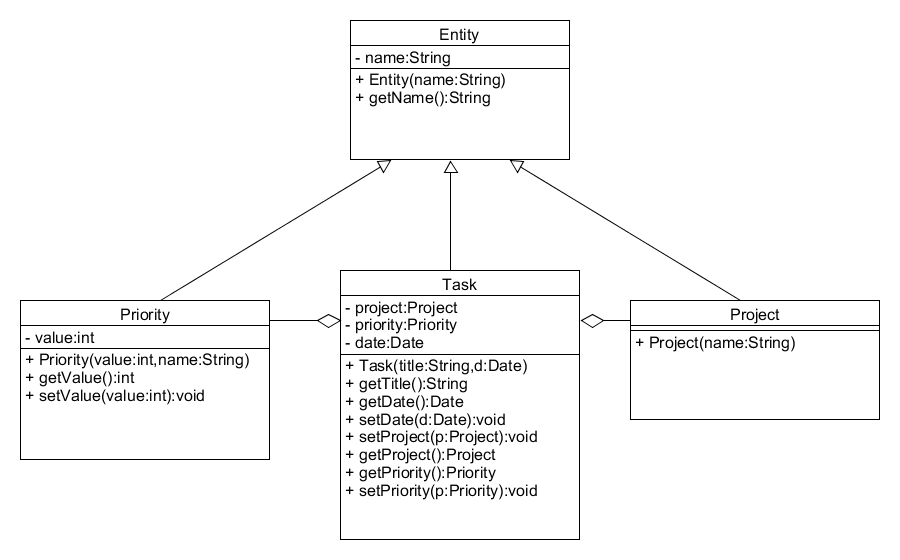 Entity
- name:String
+ Entity(name:String)
+ getName():String
Priority
- value:int
+ Priority(value:int,name:String)
+ getValue():int
+ setValue(value:int):void
Task
- project:Project
- priority:Priority
- date:Date
+ Task(title:String,d:Date)
+ getTitle():String
+ getDate():Date
+ setDate(d:Date):void
+ setProject(p:Project):void
+ getProject():Project
+ getPriority():Priority
+ setPriority(p:Priority):void
Project
+ Project(name:String)